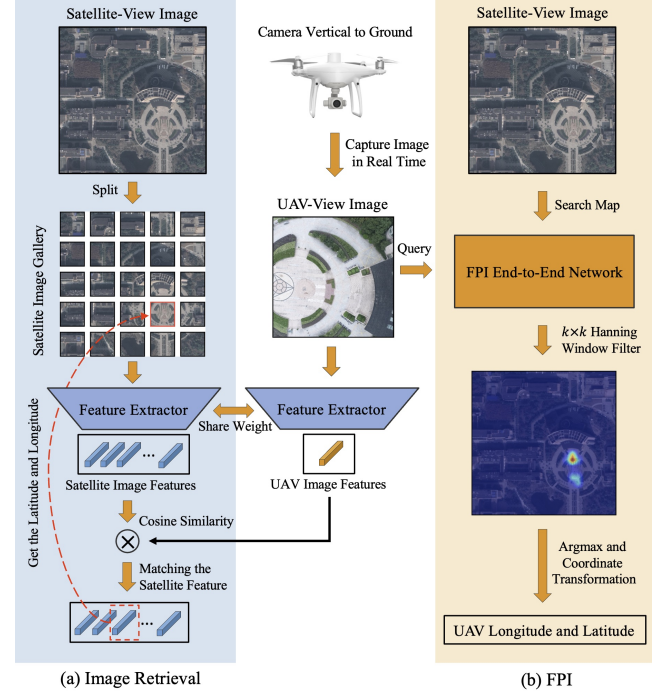 Satellite-View Image
Split
Satellite Image Gallery
Get the Latitude and Longitude
Feature Extractor
Satellite Image Features
Cosine Similarity
Matching the
Satellite Feature
(a) Image Retrieval
Camera Vertical to Ground
Capture Image
in Real Time
UAV-View Image
Query
Feature Extractor
Share Weight
UAV Image Features
Satellite-View Image
Search Map
FPI End-to-End Network
k×k Hanning
Window Filter
Argmax and
Coordinate
Transformation
UAV Longitude and Latitude
(b) FPI